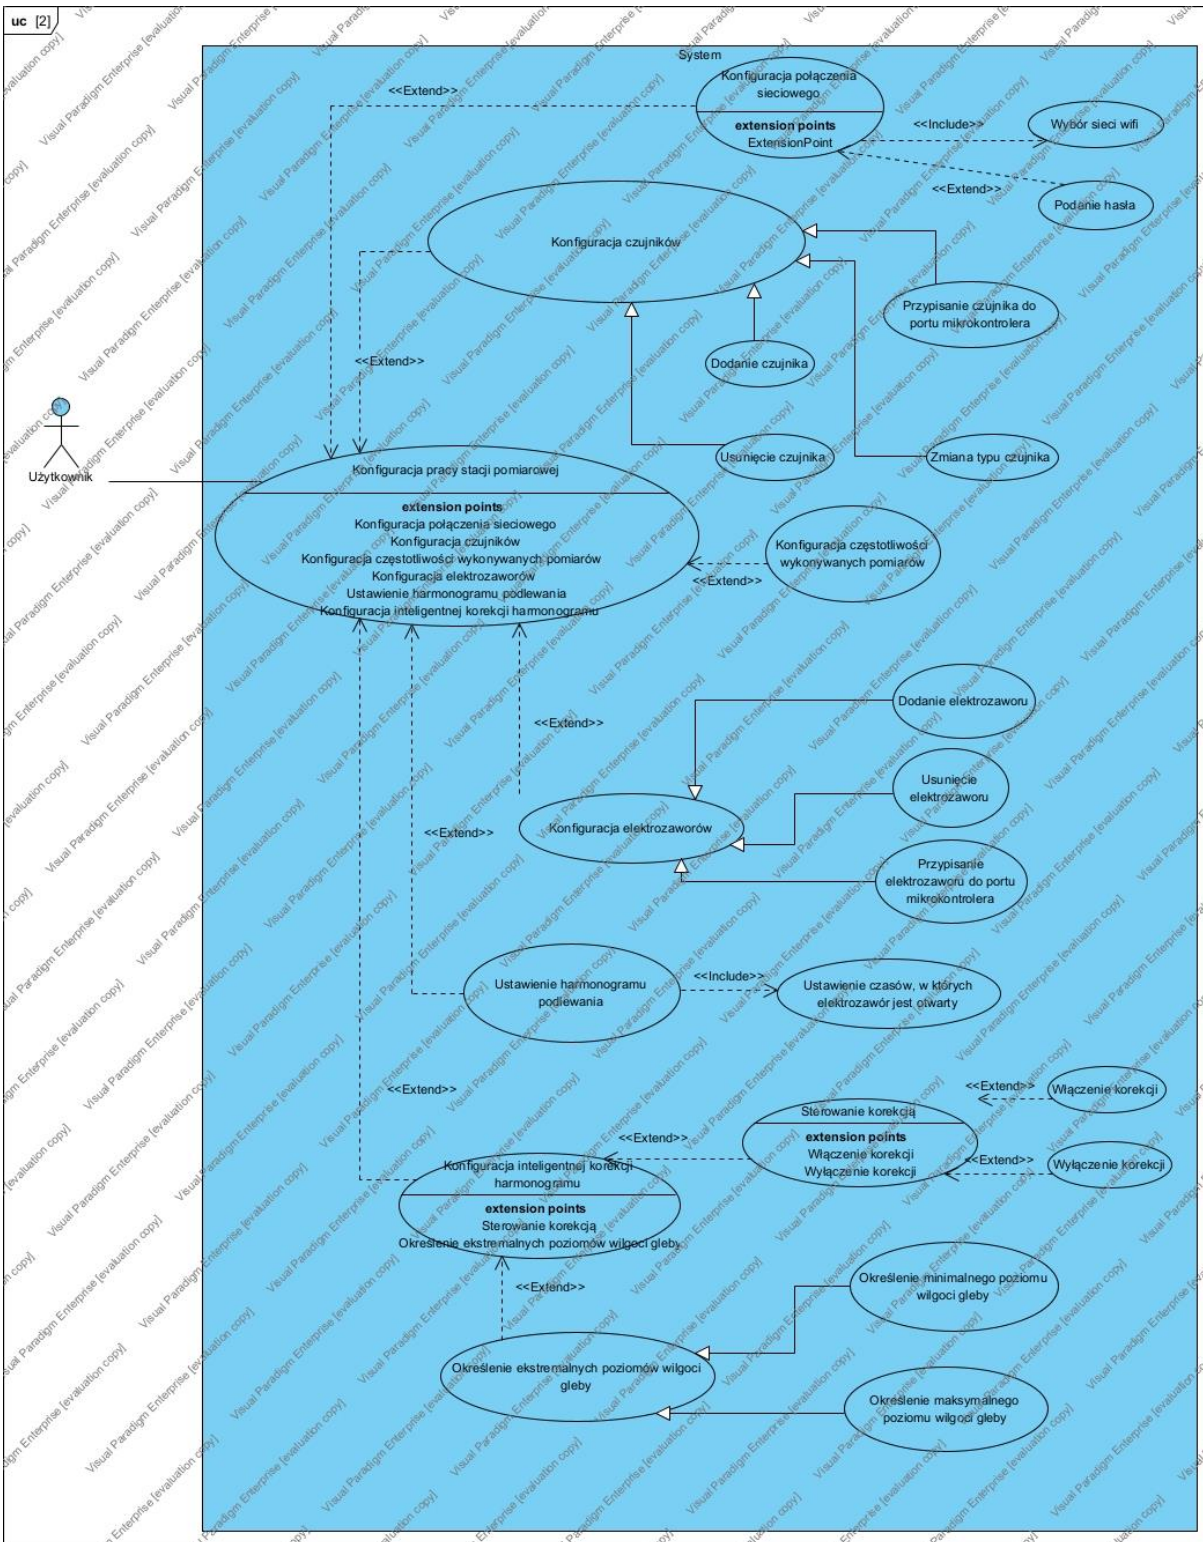 uc [2]
System
Konfiguracja połączenia
sieciowego
extension points
ExtensionPoint
<<Extend>>
<<Include>>
Wybór sieci wifi
<<Extend>>
Podanie hasła
Konfiguracja czujników
Przypisanie czujnika do
portu mikrokontrolera
<<Extend>>
Dodanie czujnika
Usunięcie czujnika
Zmiana typu czujnika
Użytkownik
Konfiguracja pracy stacji pomiarowej
extension points
Konfiguracja połączenia sieciowego
Konfiguracja czujników
Konfiguracja częstotliwości wykonywanych pomiarów
Konfiguracja elektrozaworów
Ustawienie harmonogramu podlewania
Konfiguracja inteligentnej korekcji harmonogramu
<<Extend>>
Konfiguracja częstotliwości
wykonywanych pomiarów
<<Extend>>
Dodanie elektrozaworu
Usunięcie
elektrozaworu
Konfiguracja elektrozaworów
<<Extend>>
Przypisanie
elektrozaworu do portu
mikrokontrolera
Ustawienie harmonogramu
podlewania
<<Include>>
Ustawienie czasów, w których
elektrozawór jest otwarty
<<Extend>>
<<Extend>>
Włączenie korekcji
Sterowanie korekcją
extension points
Włączenie korekcji
Wyłączenie korekcji
<<Extend>>
Wyłączenie korekcji
<<Extend>>
Konfiguracja inteligentnej korekcji
harmonogramu
extension points
Sterowanie korekcją
Określenie ekstremalnych poziomów wilgoci gleby
<<Extend>>
Określenie minimalnego poziomu
wilgoci gleby
Określenie ekstremalnych poziomów wilgoci
gleby
Określenie maksymalnego
poziomu wilgoci gleby
Visual Paradigm Enterprise [evaluation copy]